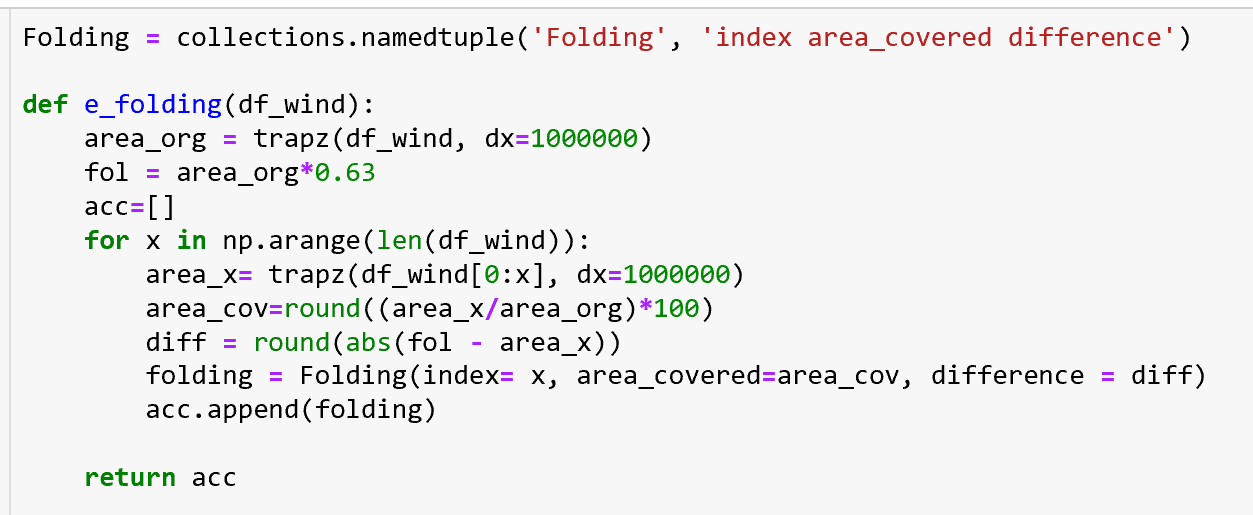 Folding = collections.namedtuple('Folding', 'index area_covered difference')

def e_folding(df_wind):
    area_org = trapz(df_wind, dx=1000000)
    fol = area_org*0.63
    acc=[]
    for x in np.arange(len(df_wind)):
        area_x= trapz(df_wind[0:x], dx=1000000)
        area_cov=round((area_x/area_org)*100)
        diff = round(abs(fol - area_x))
        folding = Folding(index= x, area_covered=area_cov, difference = diff)
        acc.append(folding)

    return acc